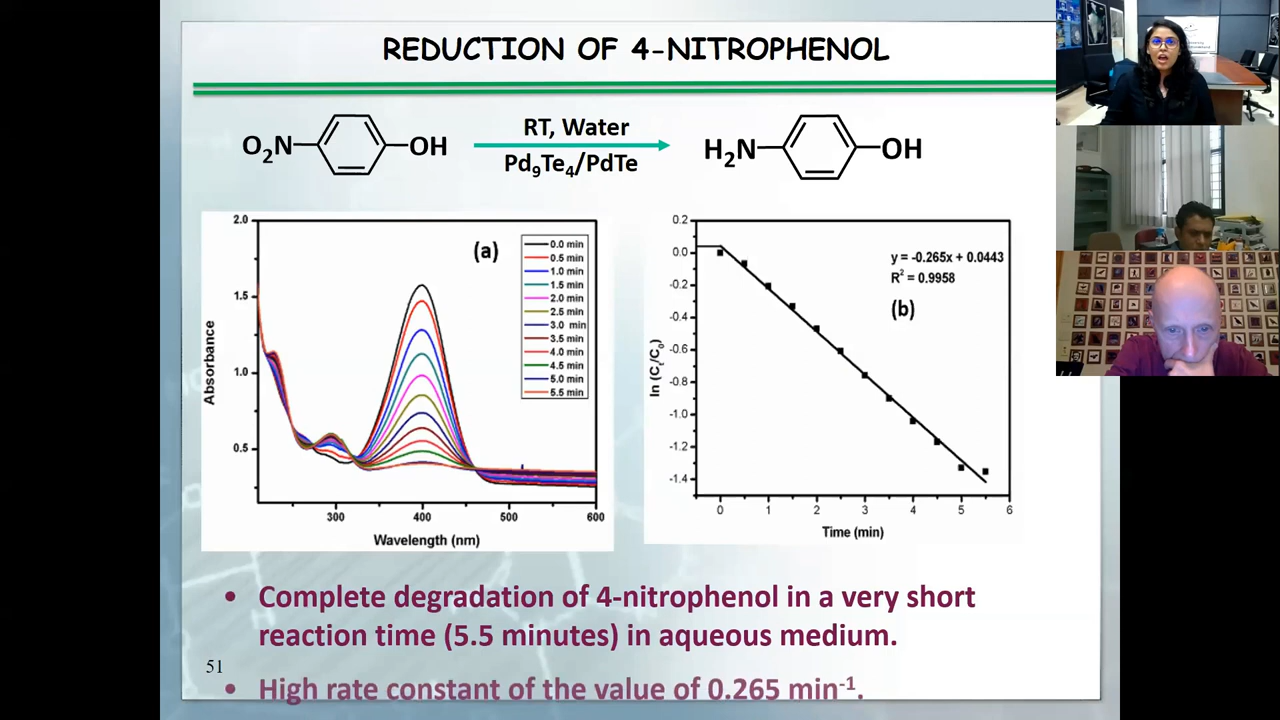 REDUCTION OF 4-NITROPHENOL
O2N
OH
RT, Water
Pd9Te4/PdTe
H2N
OH
(a)
0.0 min
0.5 min
1.0 min
1.5 min
2.0 min
2.5 min
3.0 min
3.5 min
4.0 min
4.5 min
5.0 min
5.5 min
2.0
1.5
1.0
0.5
Absorbance
300 400 500 600
Wavelength (nm)
y = -0.265x + 0.0443
R2 = 0.9958
(b)
0.2
0.0
-0.2
-0.4
-0.6
-0.8
-1.0
-1.2
-1.4
ln (Ct/C0)
0 1 2 3 4 5 6
Time (min)
• Complete degradation of 4-nitrophenol in a very short
reaction time (5.5 minutes) in aqueous medium.
51
• High rate constant of the value of 0.265 min-1.